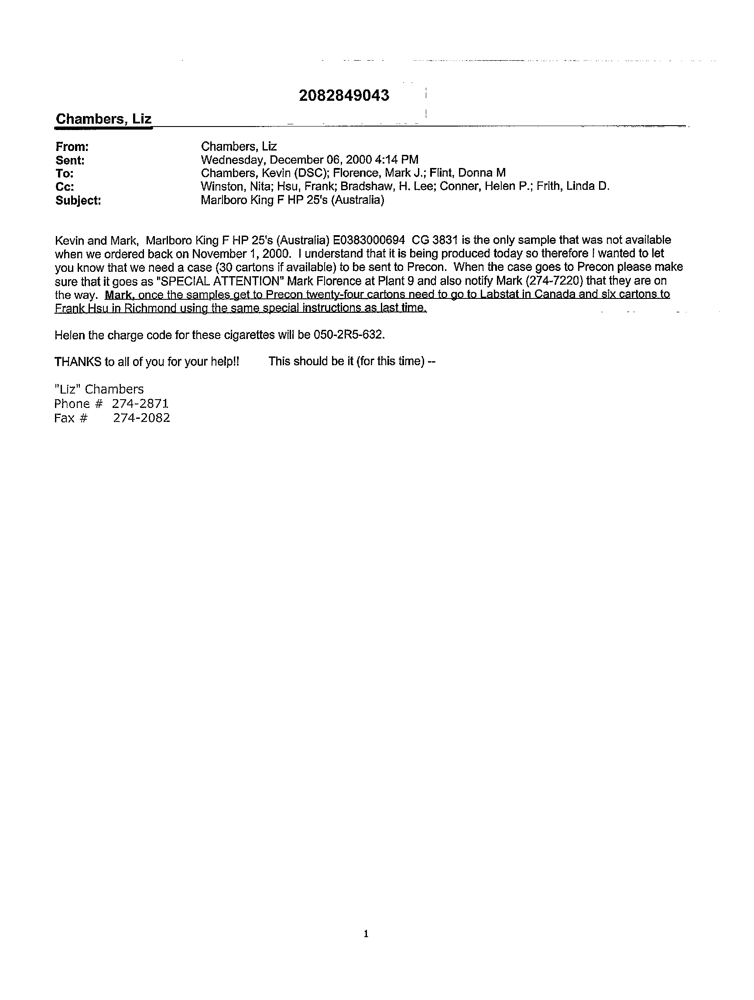 2082849043
Chambers, Liz
From: Chambers, Liz
Sent: Wednesday, December 06, 2000 4:14 PM
To: Chambers, Kevin (DSC); Florence, Mark J.; Flint, Donna M
Cc: Winston, Nita; Hsu, Frank; Bradshaw, H. Lee; Conner, Helen P.; Frith, Linda D.
Subject: Marlboro King F HP 25's (Australia)
Kevin and Mark, Marlboro King F HP 25's (Australia) E0383000694 CG 3831 is the only sample that was not available
when we ordered back on November 1, 2000. I understand that it is being produced today so therefore I wanted to let
you know that we need a case (30 cartons if available) to be sent to Precon. When the case goes to Precon please make
sure that it goes as "SPECIAL ATTENTION" Mark Florence at Plant 9 and also notify Mark (274-7220) that they are on
the way. Mark, once the samples get to Precon twenty-four cartons need to go to Labstat in Canada and six cartons to
Frank Hsu in Richmond using the same special instructions as last time.
Helen the charge code for these cigarettes will be 050-2R5-632.
THANKS to all of you for your help!! This should be it (for this time) --
"Liz" Chambers
Phone # 274-2871
Fax # 274-2082
1